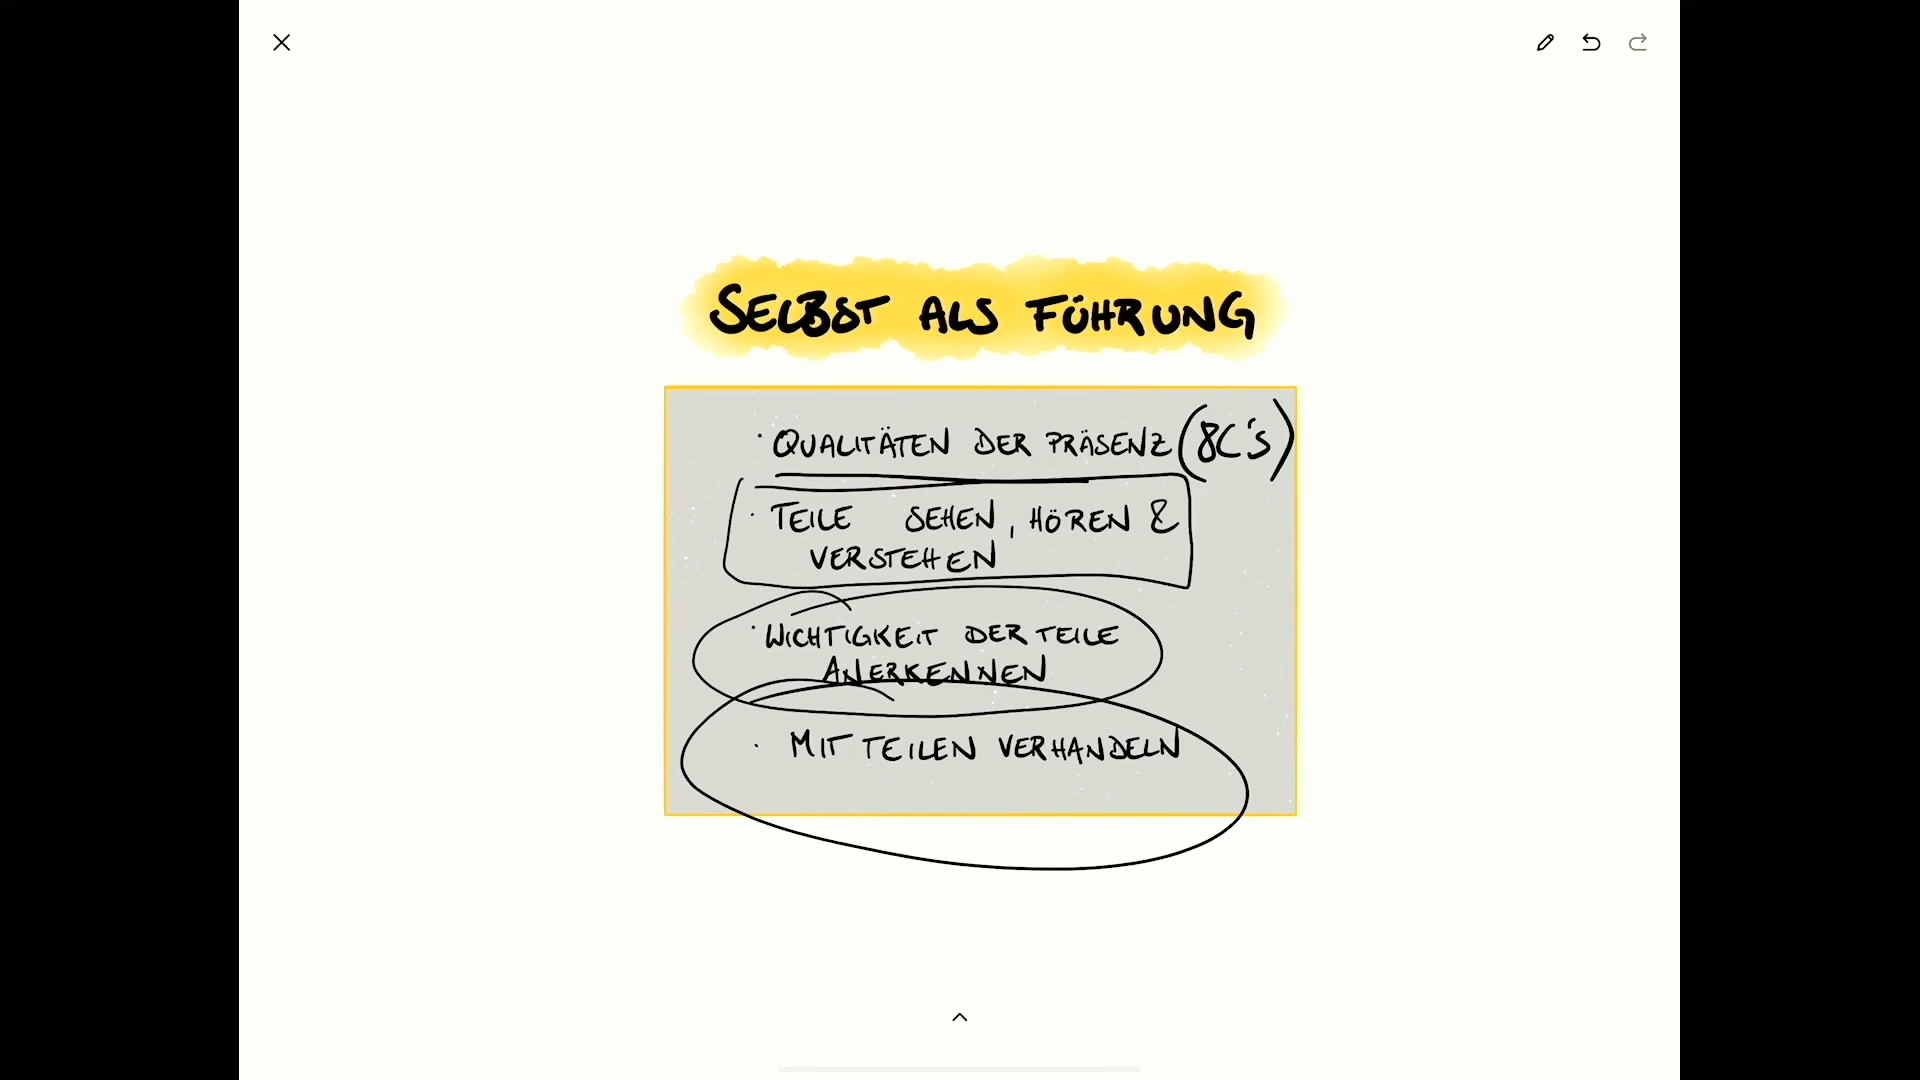 SELBST ALS FÜHRUNG
· QUALITÄTEN DER PRÄSENZ (8C's)
· TEILE SEHEN, HÖREN &
VERSTEHEN
· WICHTIGKEIT DER TEILE
ANERKENNEN
· MIT TEILEN VERHANDELN